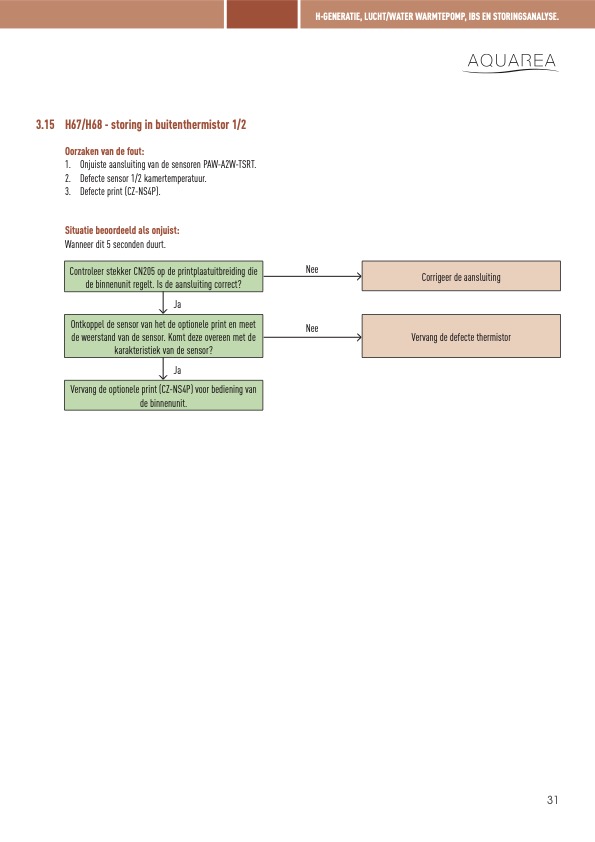 H-GENERATIE, LUCHT/WATER WARMTEPOMP, IBS EN STORINGSANALYSE.
AQUAREA
3.15 H67/H68 - storing in buitenthermistor 1/2
Oorzaken van de fout:
1. Onjuiste aansluiting van de sensoren PAW-A2W-TSRT.
2. Defecte sensor 1/2 kamertemperatuur.
3. Defecte print (CZ-NS4P).
Situatie beoordeeld als onjuist:
Wanneer dit 5 seconden duurt.
Controleer stekker CN205 op de printplaatuitbreiding die
de binnenunit regelt. Is de aansluiting correct?
Nee
Corrigeer de aansluiting
Ja
Ontkoppel de sensor van het de optionele print en meet
de weerstand van de sensor. Komt deze overeen met de
karakteristiek van de sensor?
Nee
Vervang de defecte thermistor
Ja
Vervang de optionele print (CZ-NS4P) voor bediening van
de binnenunit.
31